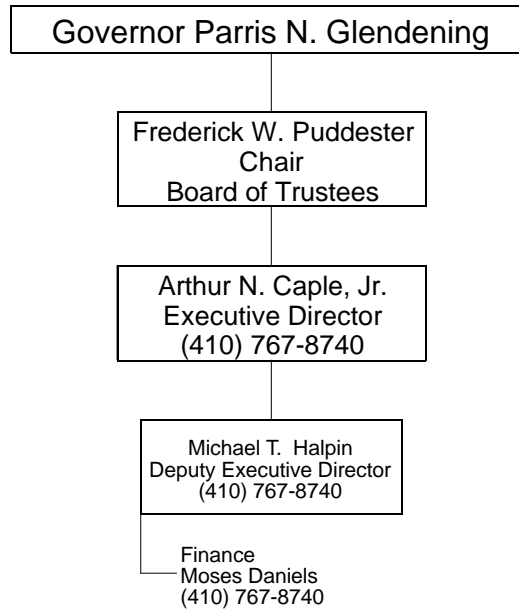 Governor Parris N. Glendening
Frederick W. Puddester
Chair
Board of Trustees
Arthur N. Caple, Jr.
Executive Director
(410) 767-8740
Michael T. Halpin
Deputy Executive Director
(410) 767-8740
Finance
Moses Daniels
(410) 767-8740